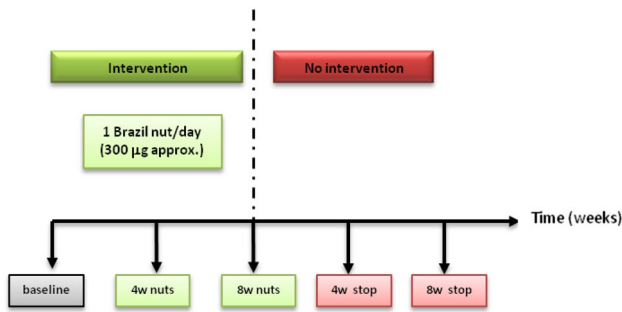 Intervention
No intervention
1 Brazil nut/day
(300 µg approx.)
Time (weeks)
baseline
4w nuts
8w nuts
4w stop
8w stop